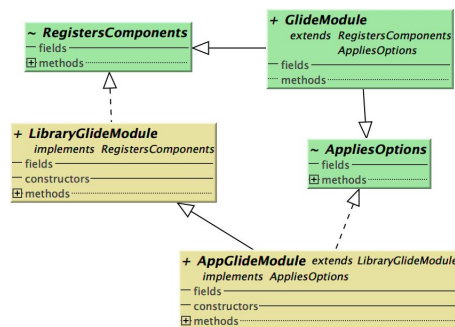 ~ RegistersComponents
fields
methods
+ GlideModule
extends RegistersComponents
AppliesOptions
fields
methods
+ LibraryGlideModule
implements RegistersComponents
fields
constructors
methods
~ AppliesOptions
fields
methods
+ AppGlideModule extends LibraryGlideModule
implements AppliesOptions
fields
constructors
methods